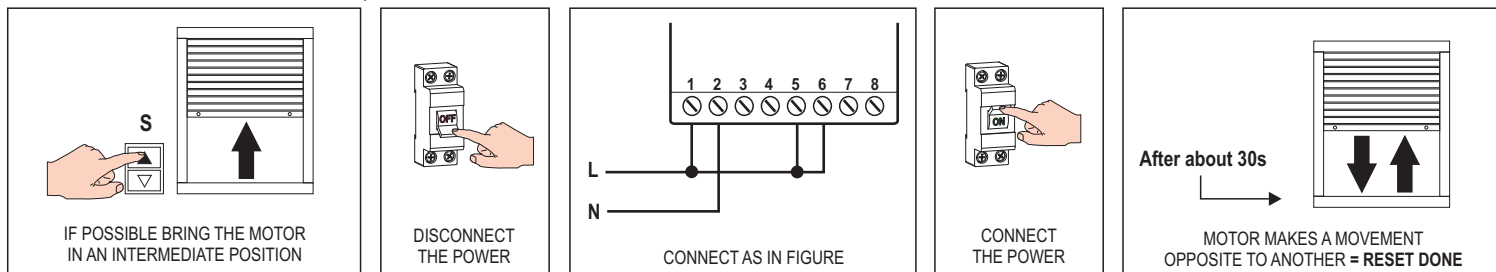 S
IF POSSIBLE BRING THE MOTOR
IN AN INTERMEDIATE POSITION
OFF
DISCONNECT
THE POWER
1 2 3 4 5 6 7 8
L
N
CONNECT AS IN FIGURE
ON
CONNECT
THE POWER
After about 30s
MOTOR MAKES A MOVEMENT
OPPOSITE TO ANOTHER = RESET DONE